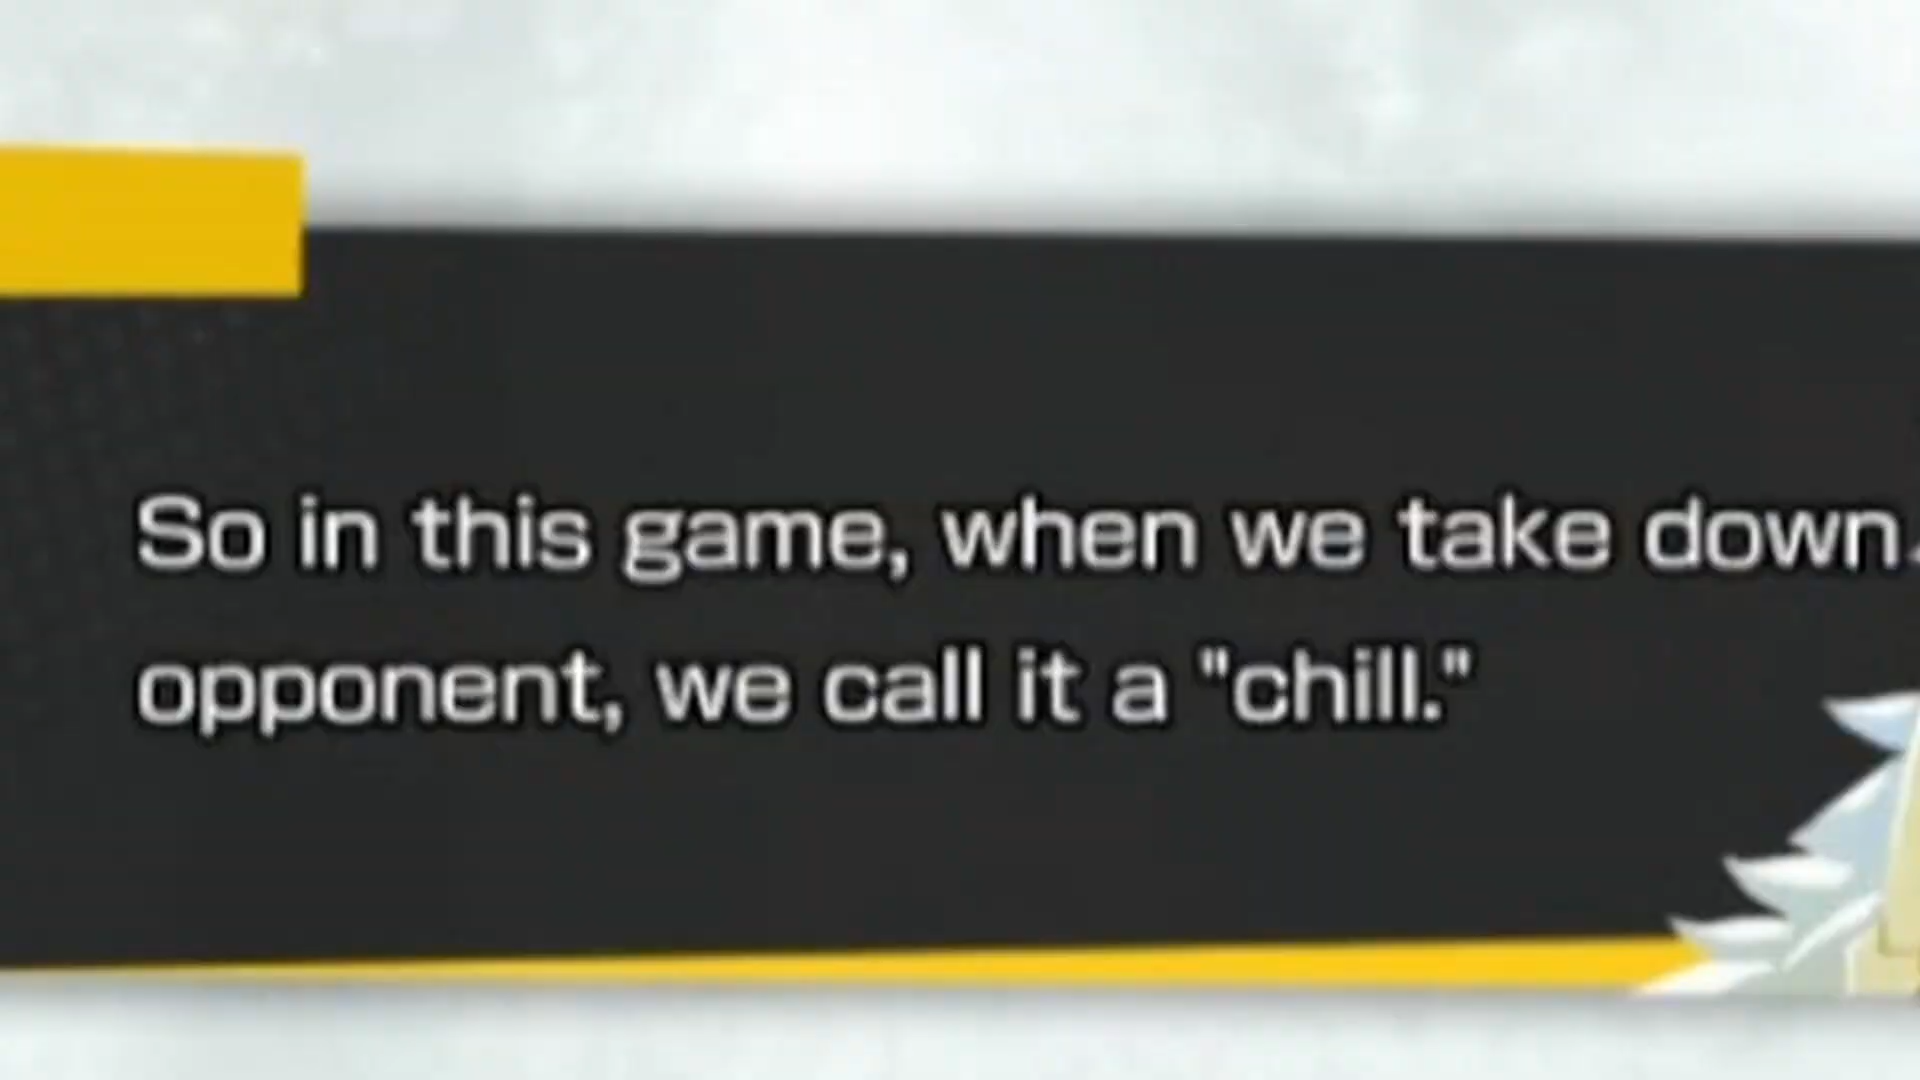 So in this game, when we take down
opponent, we call it a "chill."